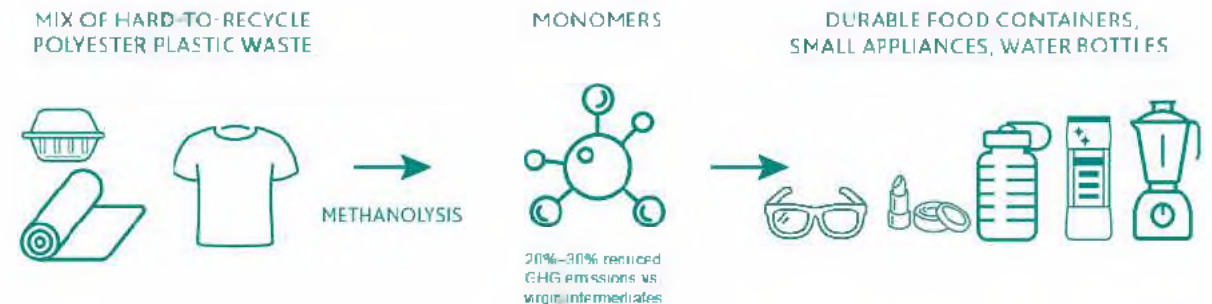 MIX OF HARD-TO-RECYCLE
POLYESTER PLASTIC WASTE
MONOMERS
DURABLE FOOD CONTAINERS,
SMALL APPLIANCES, WATER BOTTLES
METHANOLYSIS
20%–30% reduced
GHG emissions vs
virgin intermediates